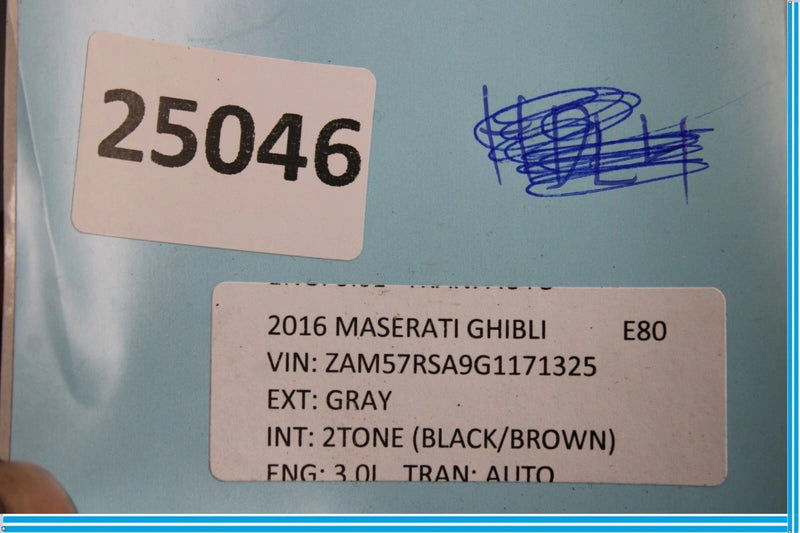 25046
2016 MASERATI GHIBLI E80
VIN: ZAM57RSA9G1171325
EXT: GRAY
INT: 2TONE (BLACK/BROWN)
ENG: 3.0L TRAN: AUTO